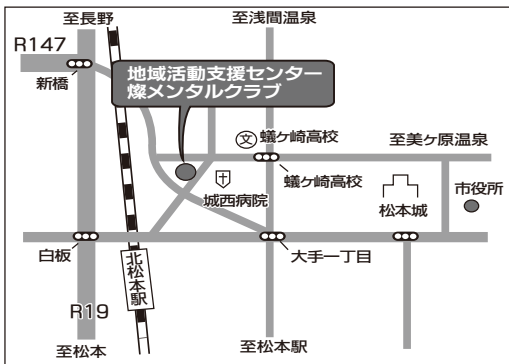 至長野
至浅間温泉
R147
新橋
地域活動支援センター
燦メンタルクラブ
文
蟻ケ崎高校
至美ヶ原温泉
蟻ケ崎高校
城西病院
松本城
市役所
白板
北松本駅
大手一丁目
R19
至松本
至松本駅